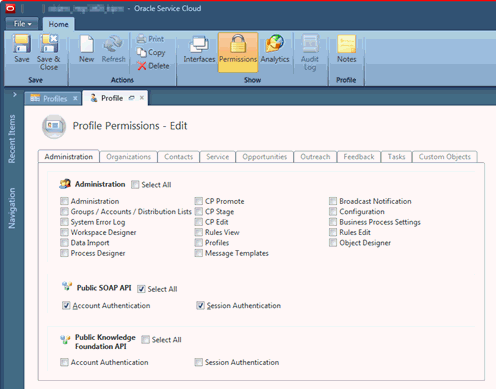 - Oracle Service Cloud
File
Home
Save
Save & Close
New
Refresh
Print
Copy
Delete
Interfaces
Permissions
Analytics
Audit Log
Notes
Save
Actions
Show
Profile
Profiles
Profile
Recent Items
Navigation
Profile Permissions - Edit
Administration Organizations Contacts Service Opportunities Outreach Feedback Tasks Custom Objects
Administration Select All
Administration CP Promote Broadcast Notification
Groups / Accounts / Distribution Lists CP Stage Configuration
System Error Log CP Edit Business Process Settings
Workspace Designer Rules View Rules Edit
Data Import Profiles Object Designer
Process Designer Message Templates
Public SOAP API Select All
Account Authentication Session Authentication
Public Knowledge Select All
Foundation API
Account Authentication Session Authentication